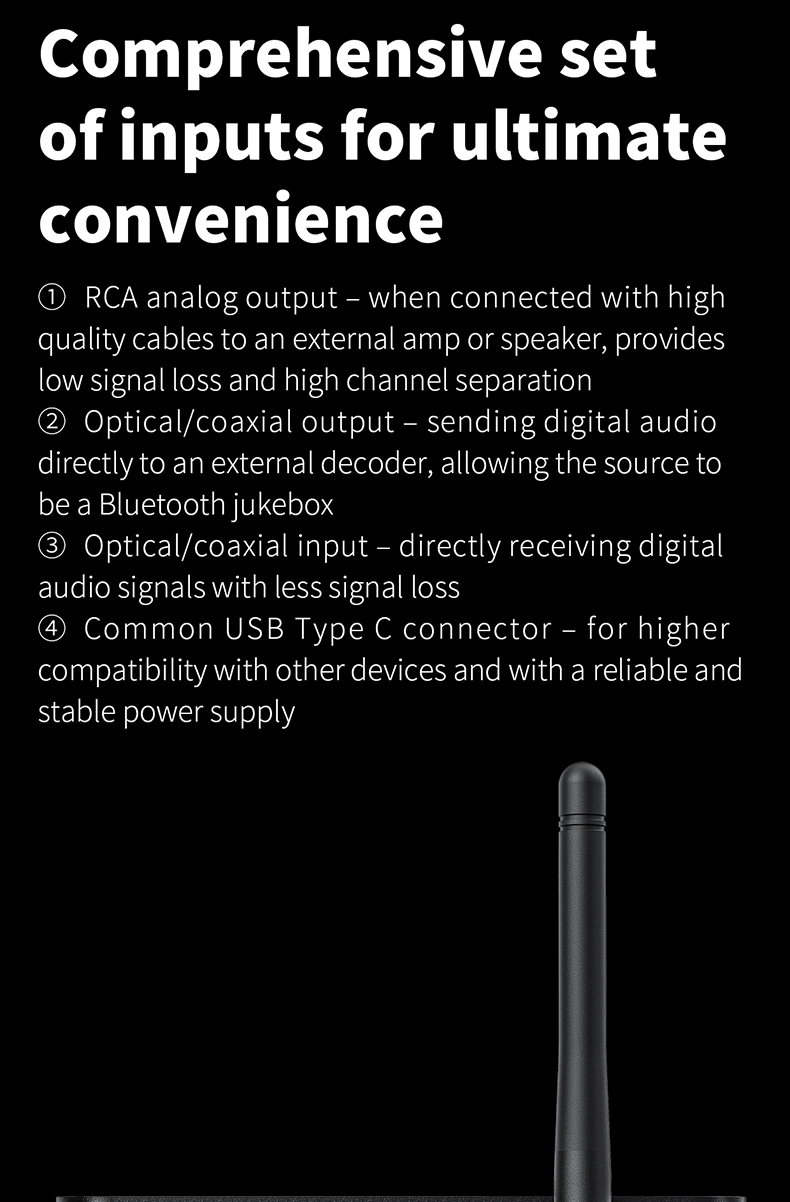 Comprehensive set
of inputs for ultimate
convenience
① RCA analog output – when connected with high
quality cables to an external amp or speaker, provides
low signal loss and high channel separation
② Optical/coaxial output – sending digital audio
directly to an external decoder, allowing the source to
be a Bluetooth jukebox
③ Optical/coaxial input – directly receiving digital
audio signals with less signal loss
④ Common USB Type C connector – for higher
compatibility with other devices and with a reliable and
stable power supply